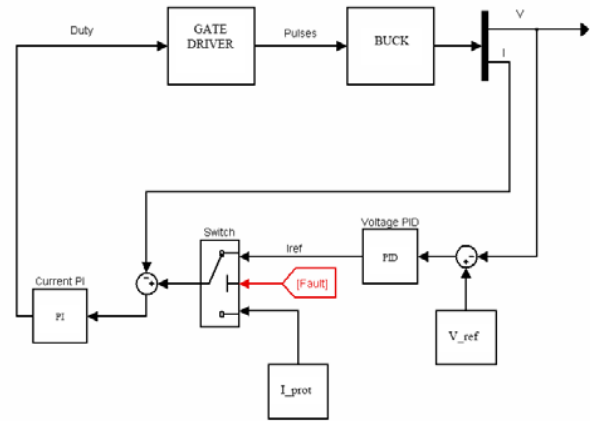 Duty
GATE
DRIVER
Pulses
BUCK
V
I
Switch
Voltage PID
Iref
PID
Current PI
[Fault]
PI
V_ref
I_prot